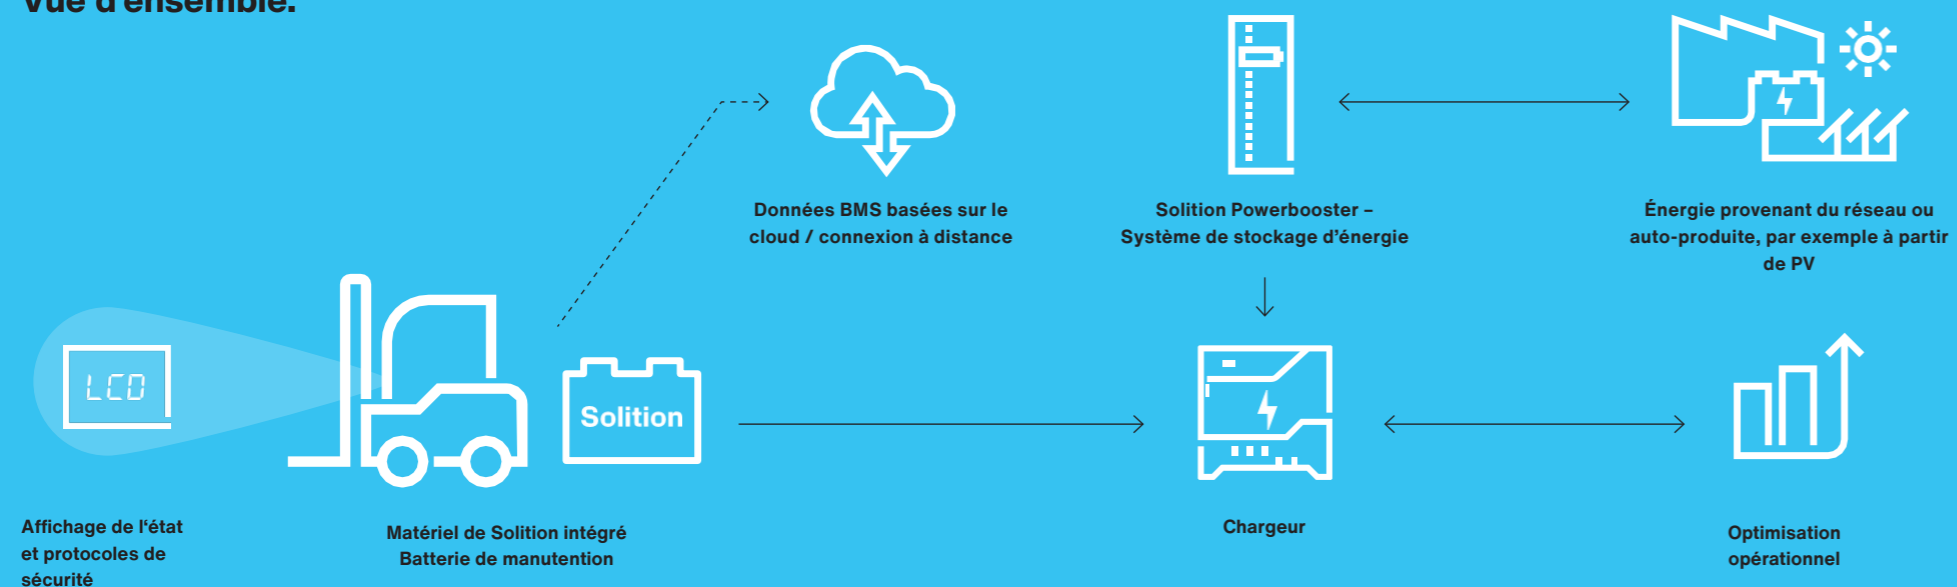 Vue d'ensemble.
Données BMS basées sur le
cloud / connexion à distance
Solition Powerbooster –
Système de stockage d’énergie
Énergie provenant du réseau ou
auto-produite, par exemple à partir
de PV
LCD
Solition
Affichage de l‘état
et protocoles de
sécurité
Matériel de Solition intégré
Batterie de manutention
Chargeur
Optimisation
opérationnel